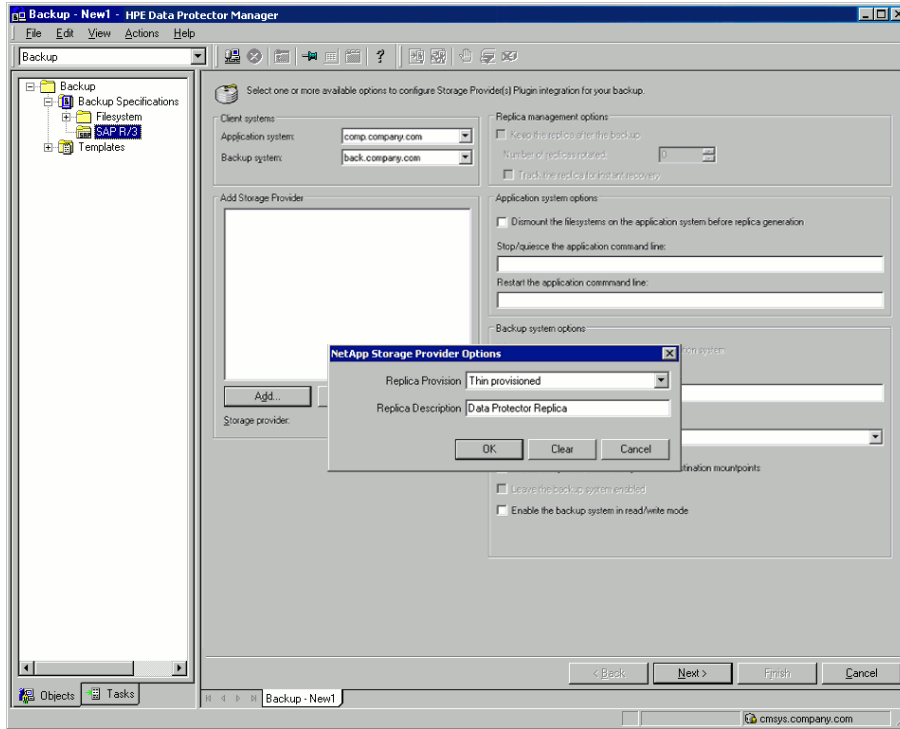 Backup - New1 - HPE Data Protector Manager
File Edit View Actions Help
Backup
Backup
Backup Specifications
Filesystem
SAP R/3
Templates
Select one or more available options to configure Storage Provider(s) Plugin integration for your backup.
Client systems
Application system: comp.company.com
Backup system: back.company.com
Replica management options
Keep the replica after the backup
Number of replicas rotated: 0
Track the replica for instant recovery
Add Storage Provider
Add...
Storage provider:
Application system options
Dismount the filesystems on the application system before replica generation
Stop/quiesce the application command line:
Restart the application commmand line:
Backup system options
NetApp Storage Provider Options
Replica Provision Thin provisioned
Replica Description Data Protector Replica
OK Clear Cancel
mountpoints
Leave the backup system enabled
Enable the backup system in read/write mode
< Back Next > Finish Cancel
Objects Tasks
Backup - New1
cmsys.company.com